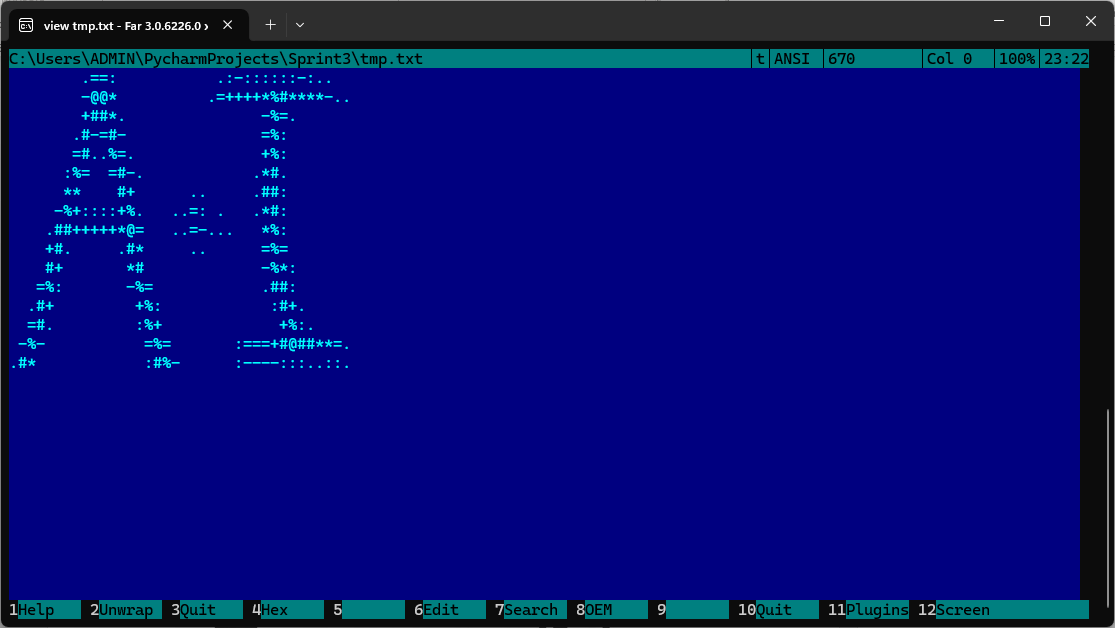 view tmp.txt - Far 3.0.6226.0 x
C:\Users\ADMIN\PycharmProjects\Sprint3\tmp.txt t ANSI 670 Col 0 100% 23:22
        .==:           .:-::::::-:..
        -@@*          .=++++*%#****-..
        +##*.               -%=.
       .#-=#-               =%:
       =#..%=.              +%:
      :%=  =#-.            .*#.
      **    #+      ..     .##:
     -%+::::+%.   ..=: .   .*#:
    .##+++++*@=   ..=-...   *%:
    +#.     .#*     ..      =%=
    #+       *#             -%*:
   =%:       -%=            .##:
  .#+         +%:            :#+.
  =#.         :%+             +%:.
 -%-           =%=       :===+#@##**=.
.#*            :#%-      :----:::..::.
1Help 2Unwrap 3Quit 4Hex 5 6Edit 7Search 8OEM 9 10Quit 11Plugins 12Screen